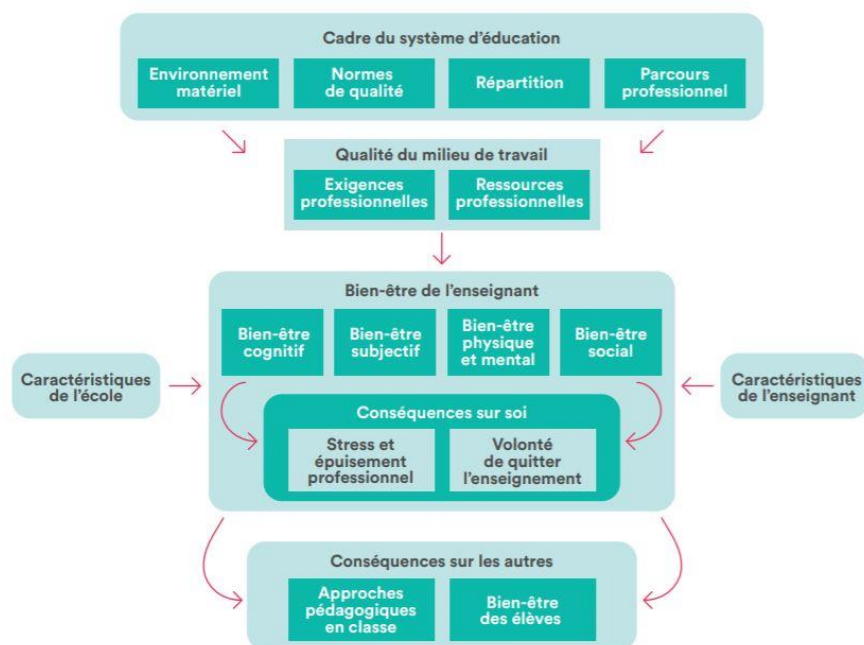 Cadre du système d'éducation
Environnement
matériel
Normes
de qualité
Répartition
Parcours
professionnel
Qualité du milieu de travail
Exigences
professionnelles
Ressources
professionnelles
Bien-être de l'enseignant
Bien-être
cognitif
Bien-être
subjectif
Bien-être
physique
et mental
Bien-être
social
Caractéristiques
de l'école
Caractéristiques
de l'enseignant
Conséquences sur soi
Stress et
épuisement
professionnel
Volonté
de quitter
l'enseignement
Conséquences sur les autres
Approches
pédagogiques
en classe
Bien-être
des élèves